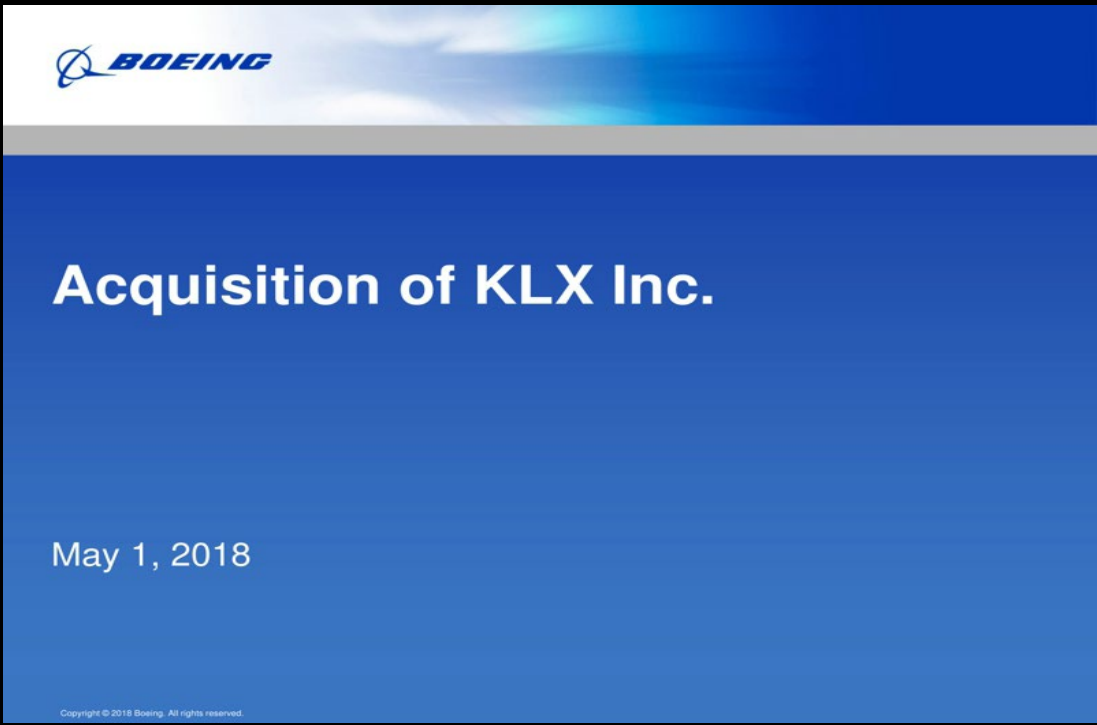 BOEING
Acquisition of KLX Inc.
May 1, 2018
Copyright © 2018 Boeing. All rights reserved.